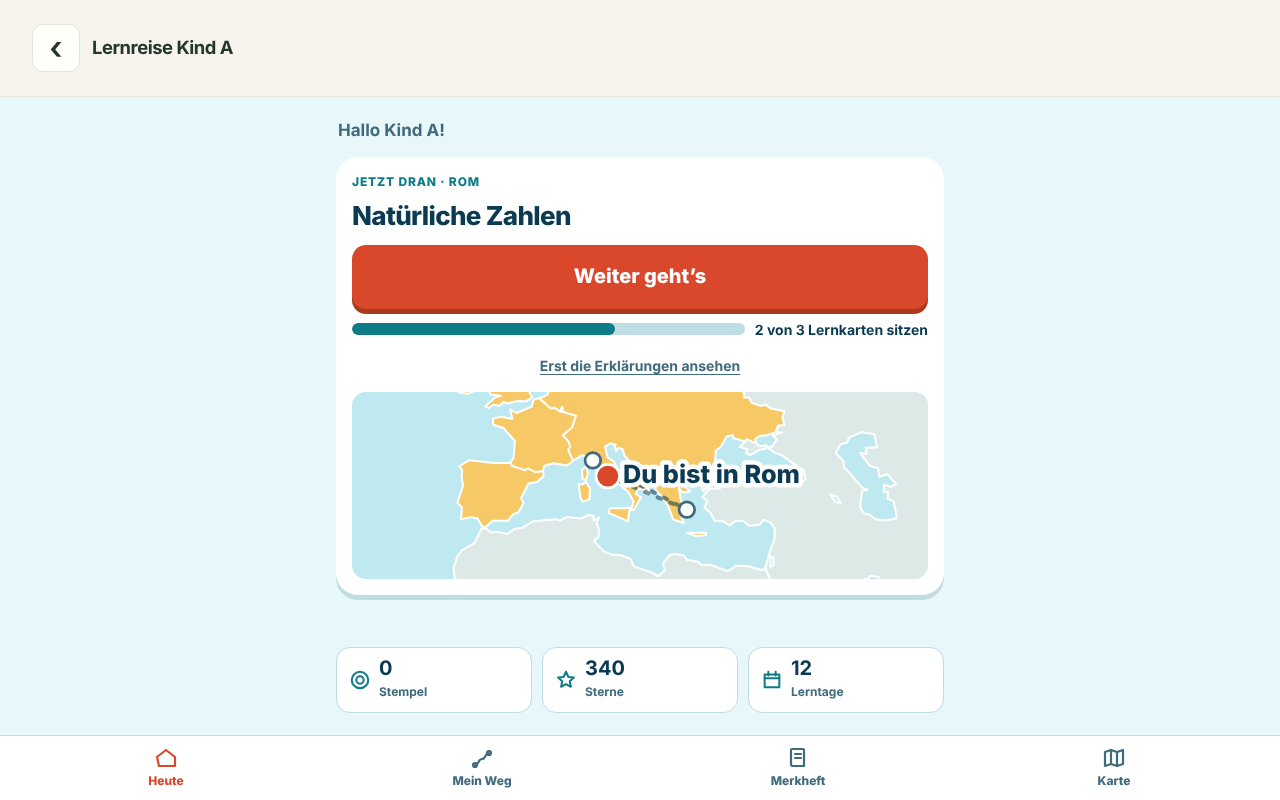 Lernreise Kind A
Hallo Kind A!
JETZT DRAN · ROM
Natürliche Zahlen
Weiter geht’s
2 von 3 Lernkarten sitzen
Erst die Erklärungen ansehen
Du bist in Rom
0
Stempel
340
Sterne
12
Lerntage
Heute
Mein Weg
Merkheft
Karte